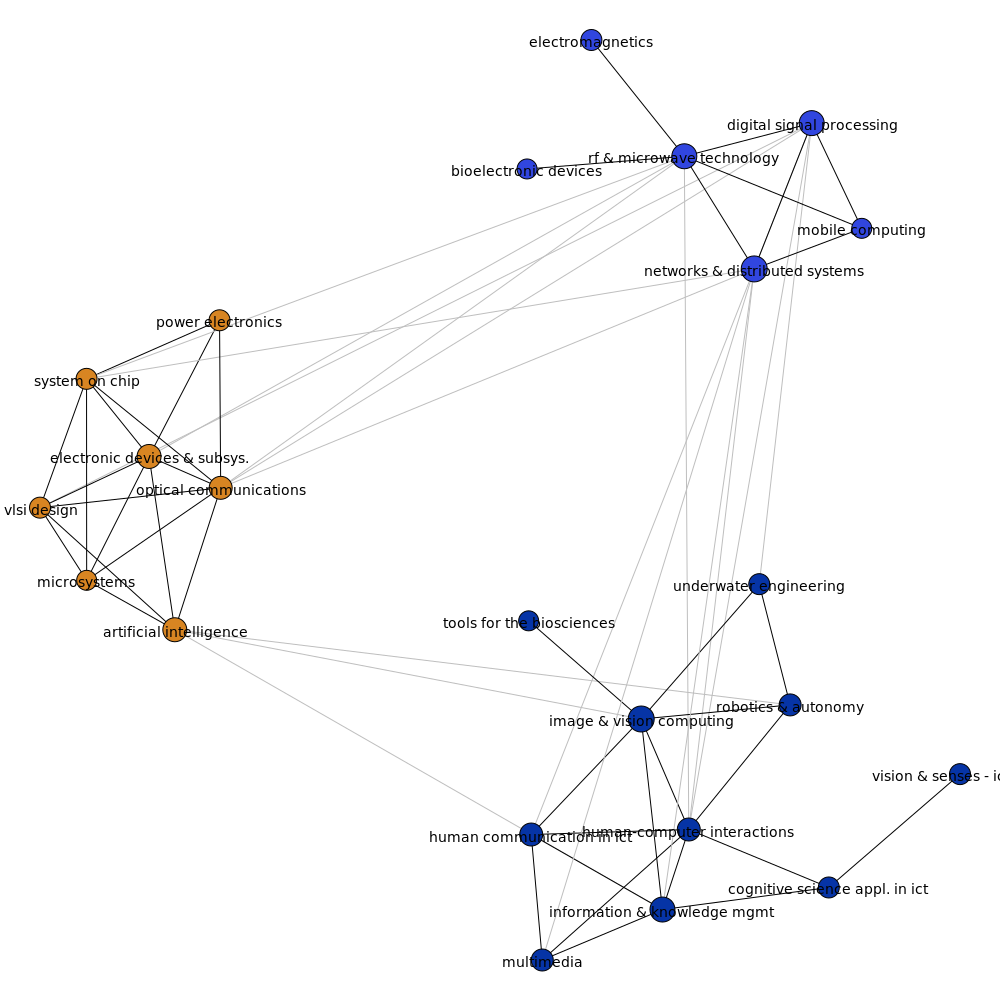 electromagnetics
digital signal processing
rf & microwave technology
bioelectronic devices
mobile computing
networks & distributed systems
power electronics
system on chip
electronic devices & subsys.
optical communications
vlsi design
microsystems
artificial intelligence
underwater engineering
tools for the biosciences
robotics & autonomy
image & vision computing
vision & senses - ic
human-computer interactions
human communication in ict
cognitive science appl. in ict
information & knowledge mgmt
multimedia